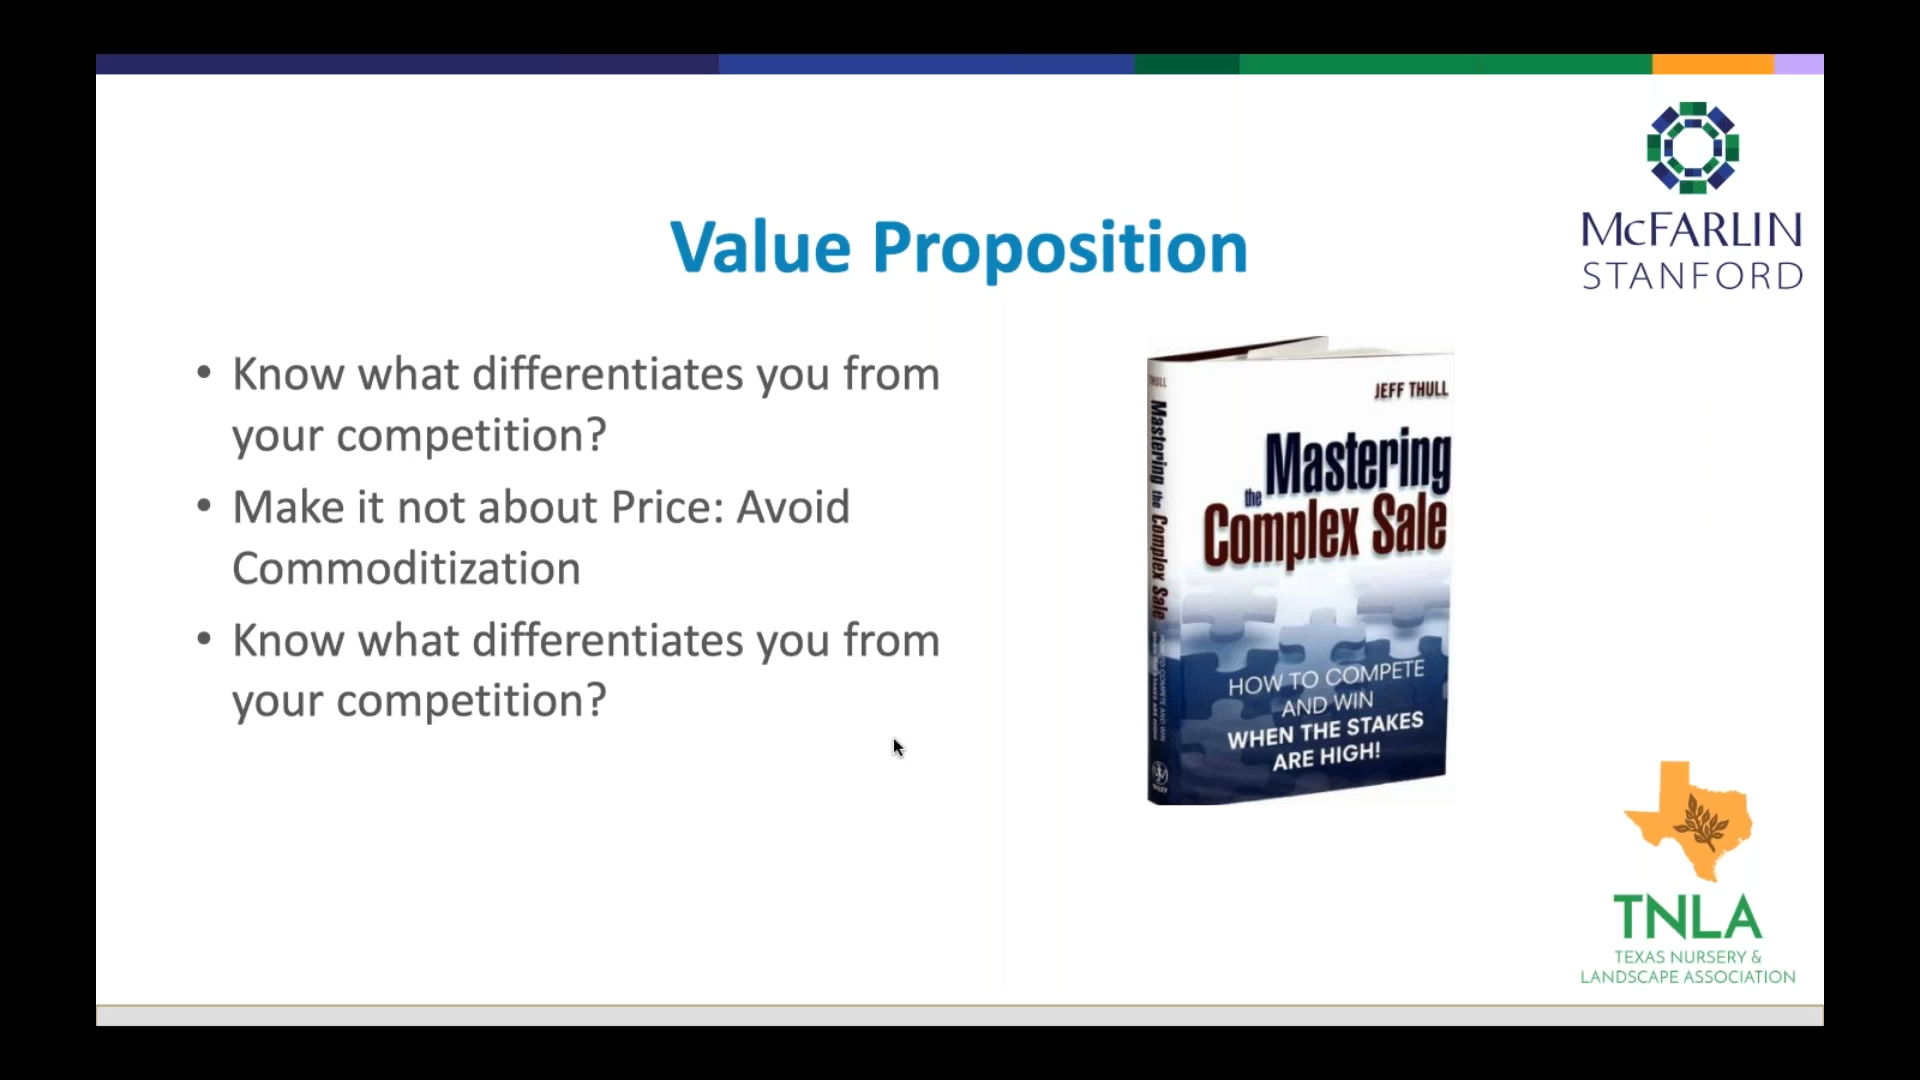 Value Proposition
McFARLIN
STANFORD
• Know what differentiates you from
your competition?
• Make it not about Price: Avoid
Commoditization
• Know what differentiates you from
your competition?
THULL
Mastering the Complex Sale
JEFF THULL
Mastering
the
Complex Sale
HOW TO COMPETE
AND WIN
WHEN THE STAKES
ARE HIGH!
WILEY
TNLA
TEXAS NURSERY &
LANDSCAPE ASSOCIATION